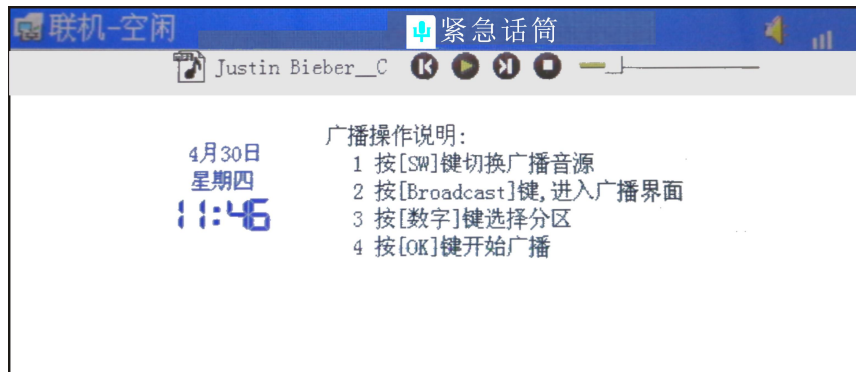 联机-空闲 紧急话筒
Justin Bieber__C
4月30日
星期四
11:46
广播操作说明:
1 按[SW]键切换广播音源
2 按[Broadcast]键,进入广播界面
3 按[数字]键选择分区
4 按[OK]键开始广播